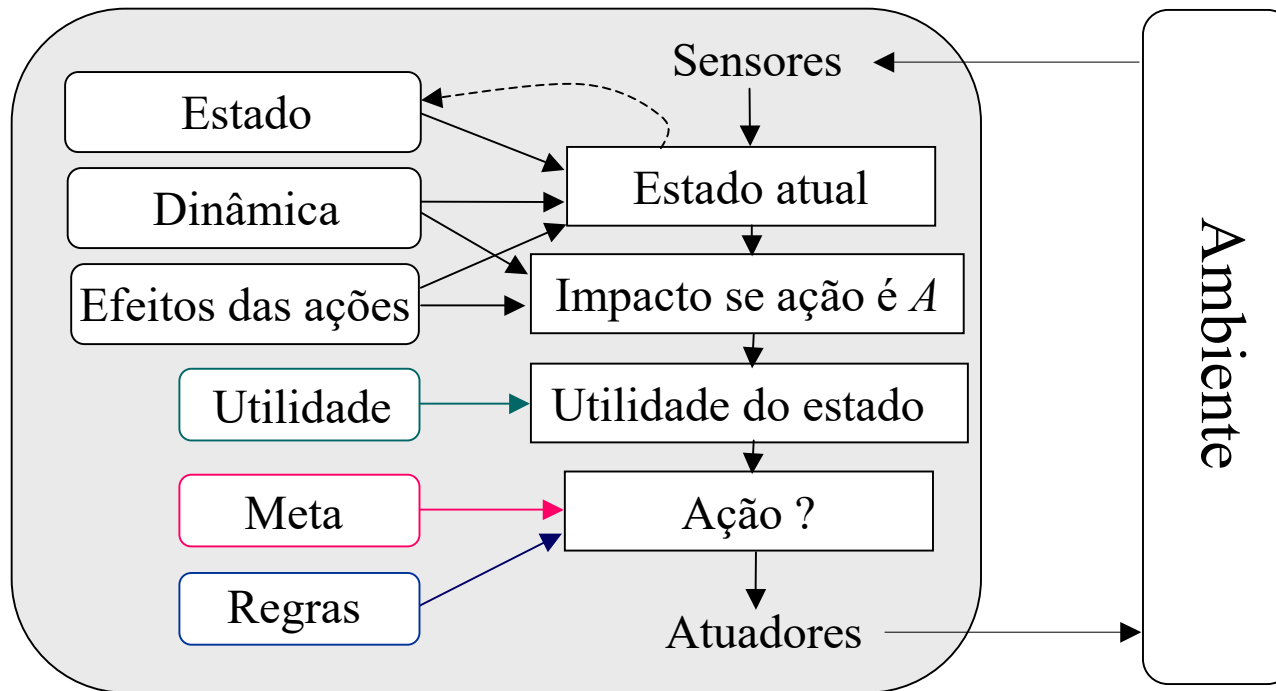 Sensores
Estado
Estado atual
Dinâmica
Impacto se ação é A
Efeitos das ações
Utilidade
Utilidade do estado
Meta
Ação ?
Regras
Atuadores
Ambiente